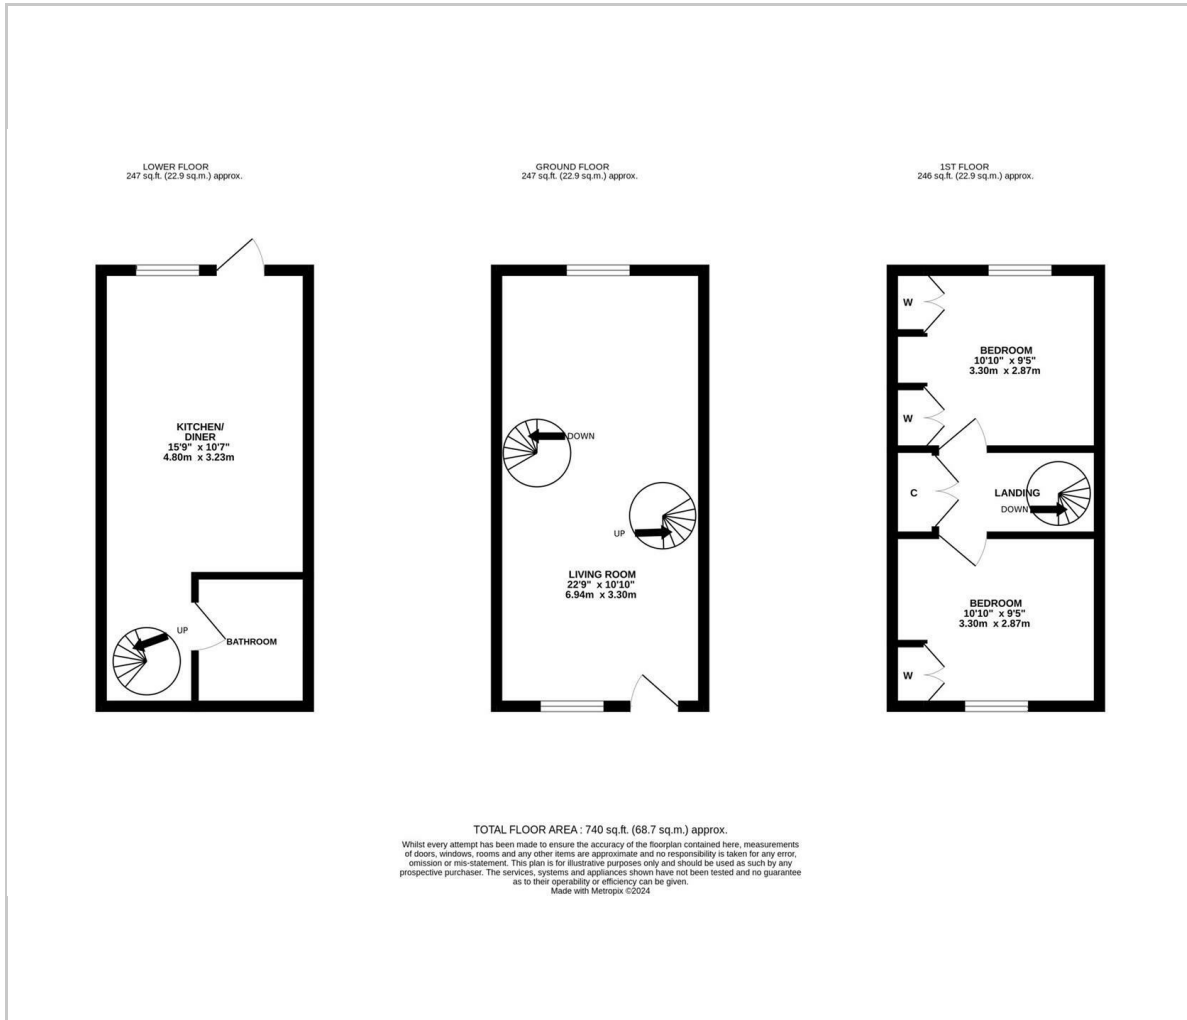 LOWER FLOOR
247 sq.ft. (22.9 sq.m.) approx.
GROUND FLOOR
247 sq.ft. (22.9 sq.m.) approx.
1ST FLOOR
246 sq.ft. (22.9 sq.m.) approx.
KITCHEN/
DINER
15'9" x 10'7"
4.80m x 3.23m
UP
BATHROOM
DOWN
UP
LIVING ROOM
22'9" x 10'10"
6.94m x 3.30m
W
BEDROOM
10'10" x 9'5"
3.30m x 2.87m
W
C
LANDING
DOWN
BEDROOM
10'10" x 9'5"
3.30m x 2.87m
W
TOTAL FLOOR AREA : 740 sq.ft. (68.7 sq.m.) approx.
Whilst every attempt has been made to ensure the accuracy of the floorplan contained here, measurements
of doors, windows, rooms and any other items are approximate and no responsibility is taken for any error,
omission or mis-statement. This plan is for illustrative purposes only and should be used as such by any
prospective purchaser. The services, systems and appliances shown have not been tested and no guarantee
as to their operability or efficiency can be given.
Made with Metropix ©2024